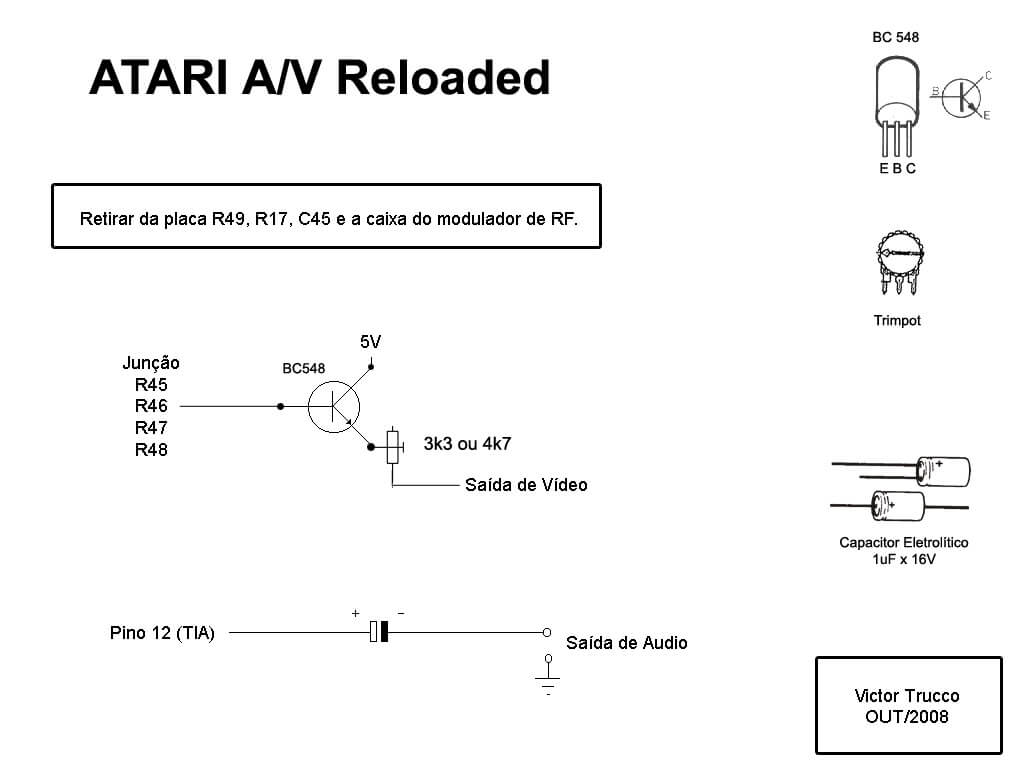 ATARI A/V Reloaded
BC 548
B
C
E
E B C
Retirar da placa R49, R17, C45 e a caixa do modulador de RF.
Trimpot
5V
Junção
R45
R46
R47
R48
BC548
3k3 ou 4k7
Saída de Vídeo
+
+
Capacitor Eletrolítico
1uF x 16V
+ -
Pino 12 (TIA)
Saída de Audio
Victor Trucco
OUT/2008